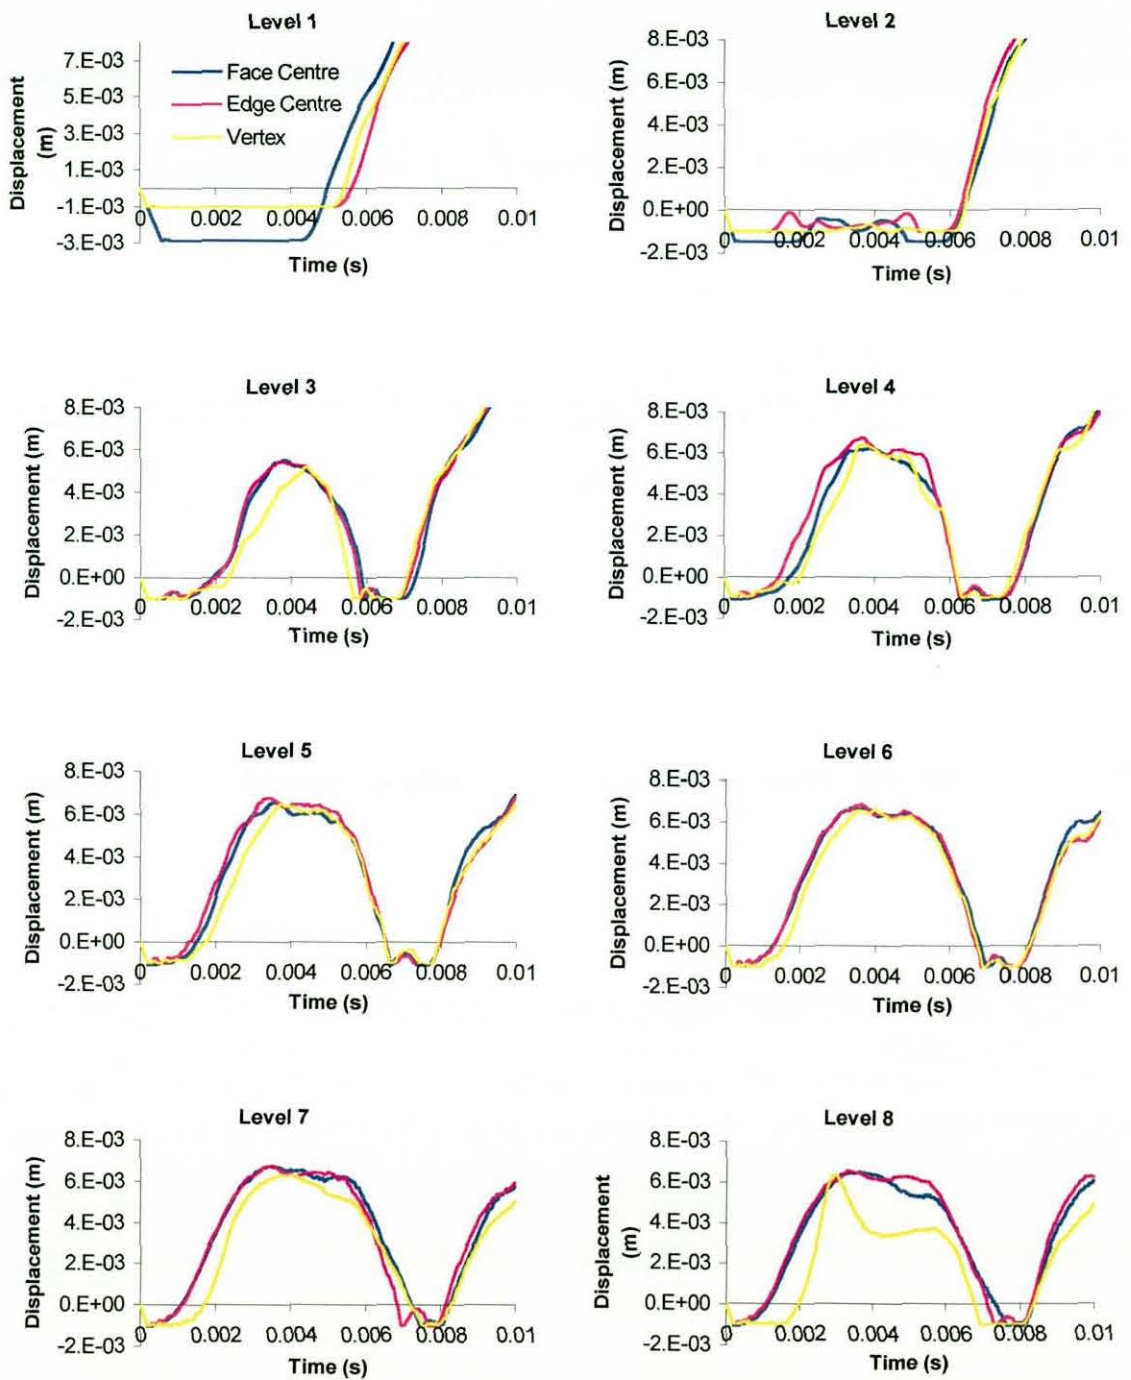 Level 1
7.E-03
5.E-03
3.E-03
1.E-03
-1.E-03
-3.E-03
Displacement
(m)
Face Centre
Edge Centre
Vertex
0 0.002 0.004 0.006 0.008 0.01
Time (s)
Level 2
8.E-03
6.E-03
4.E-03
2.E-03
0.E+00
-2.E-03
Displacement (m)
0 0.002 0.004 0.006 0.008 0.01
Time (s)
Level 3
8.E-03
6.E-03
4.E-03
2.E-03
0.E+00
-2.E-03
Displacement (m)
0 0.002 0.004 0.006 0.008 0.01
Time (s)
Level 4
8.E-03
6.E-03
4.E-03
2.E-03
0.E+00
-2.E-03
Displacement (m)
0 0.002 0.004 0.006 0.008 0.01
Time (s)
Level 5
8.E-03
6.E-03
4.E-03
2.E-03
0.E+00
-2.E-03
Displacement (m)
0 0.002 0.004 0.006 0.008 0.01
Time (s)
Level 6
8.E-03
6.E-03
4.E-03
2.E-03
0.E+00
-2.E-03
Displacement (m)
0 0.002 0.004 0.006 0.008 0.01
Time (s)
Level 7
8.E-03
6.E-03
4.E-03
2.E-03
0.E+00
-2.E-03
Displacement (m)
0 0.002 0.004 0.006 0.008 0.01
Time (s)
Level 8
8.E-03
6.E-03
4.E-03
2.E-03
0.E+00
-2.E-03
Displacement
(m)
0 0.002 0.004 0.006 0.008 0.01
Time (s)